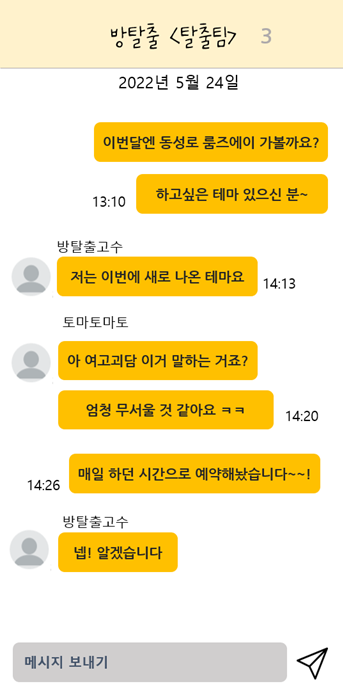 방탈출 <탈출팀> 3
2022년 5월 24일
이번달엔 동성로 룸즈에이 가볼까요?
하고싶은 테마 있으신 분~
13:10
방탈출고수
저는 이번에 새로 나온 테마요
14:13
토마토마토
아 여고괴담 이거 말하는 거죠?
엄청 무서울 것 같아요 ㅋㅋ
14:20
매일 하던 시간으로 예약해놨습니다~~!
14:26
방탈출고수
넵! 알겠습니다
메시지 보내기